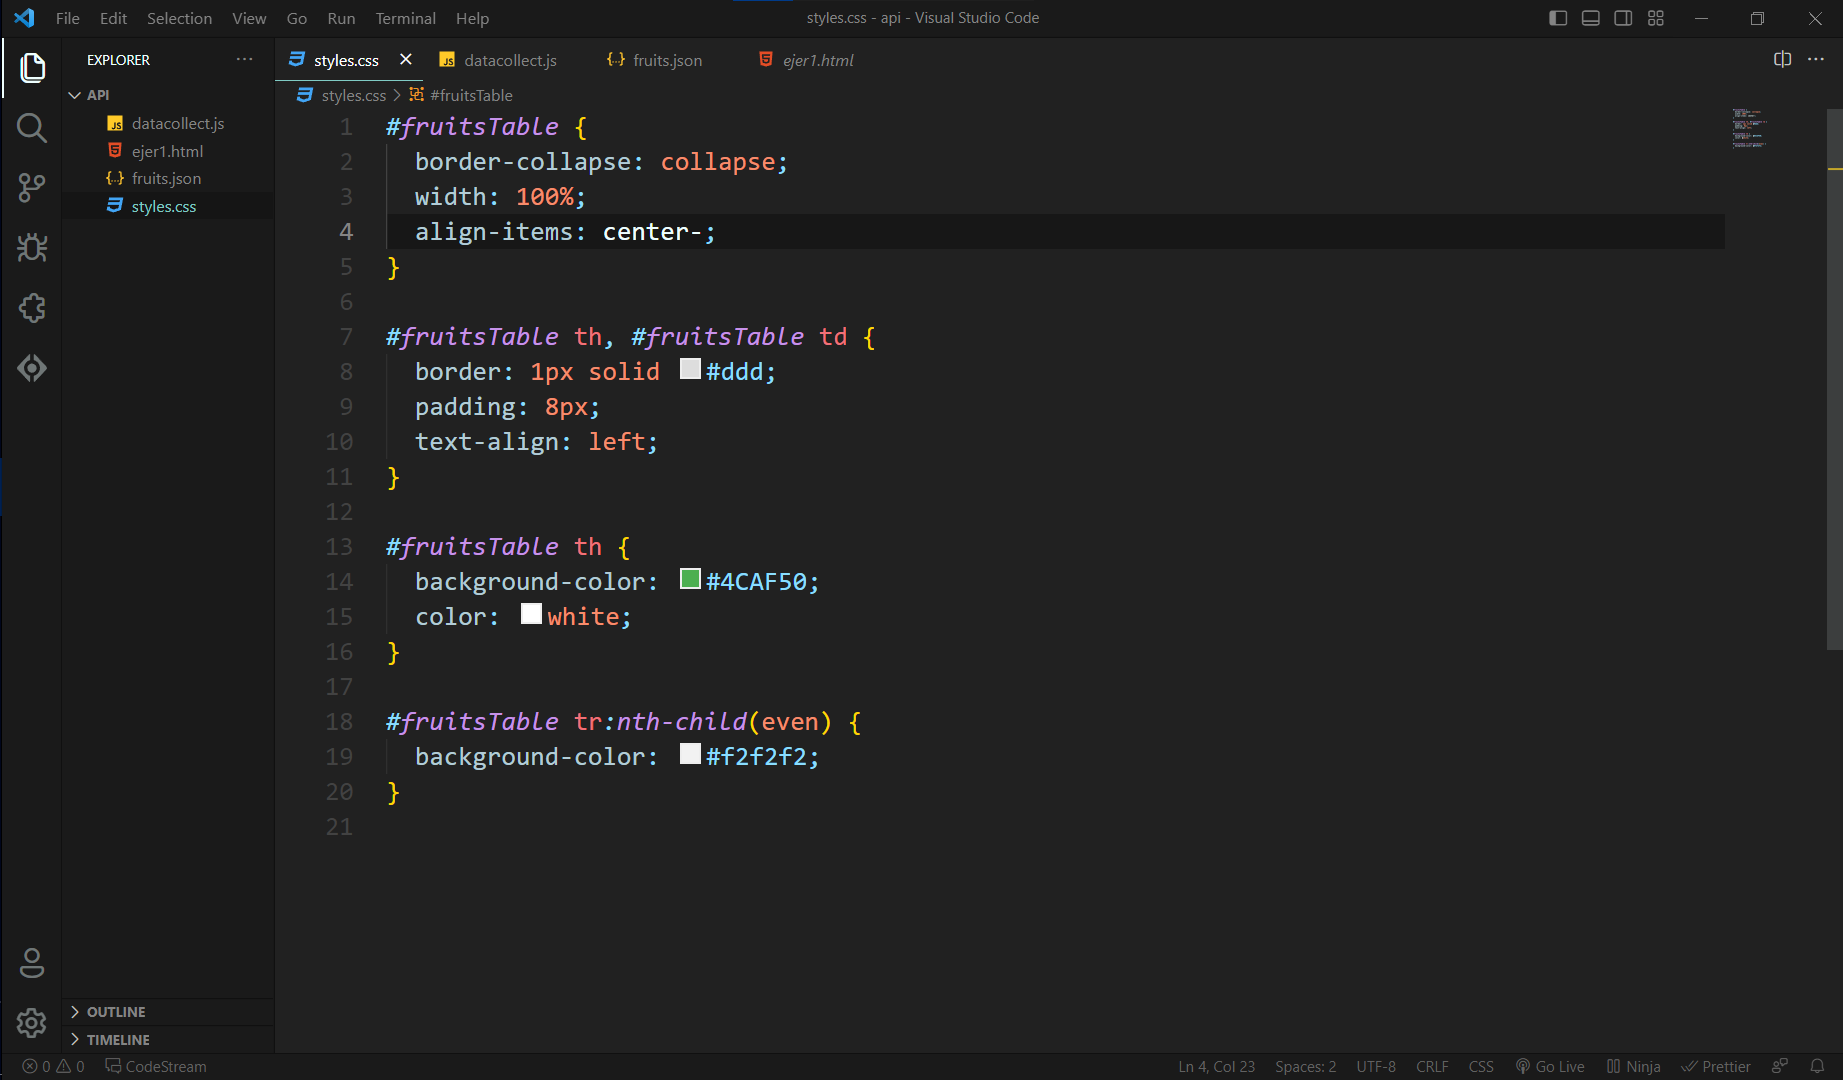 File Edit Selection View Go Run Terminal Help
styles.css - api - Visual Studio Code
EXPLORER
API
datacollect.js
ejer1.html
fruits.json
styles.css
styles.css datacollect.js fruits.json ejer1.html
styles.css > #fruitsTable
1 #fruitsTable {
2 border-collapse: collapse;
3 width: 100%;
4 align-items: center-;
5 }
6
7 #fruitsTable th, #fruitsTable td {
8 border: 1px solid #ddd;
9 padding: 8px;
10 text-align: left;
11 }
12
13 #fruitsTable th {
14 background-color: #4CAF50;
15 color: white;
16 }
17
18 #fruitsTable tr:nth-child(even) {
19 background-color: #f2f2f2;
20 }
21
OUTLINE
TIMELINE
0 0 CodeStream Ln 4, Col 23 Spaces: 2 UTF-8 CRLF CSS Go Live Ninja Prettier